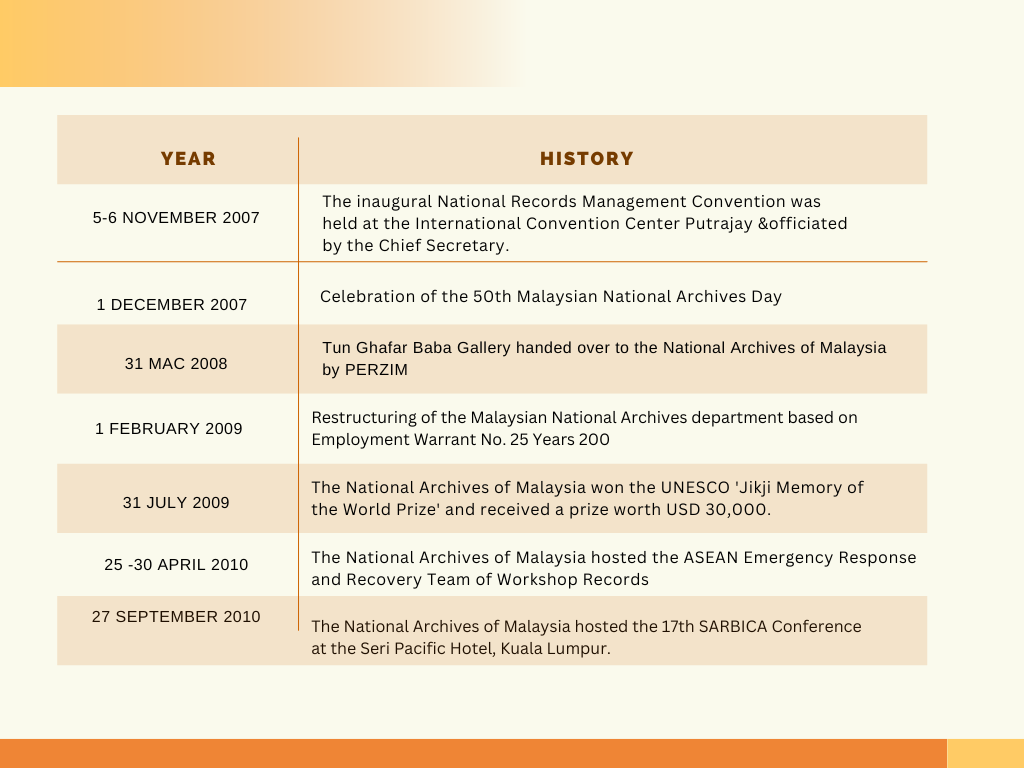 YEAR
HISTORY
5-6 NOVEMBER 2007
The inaugural National Records Management Convention was
held at the International Convention Center Putrajay &officiated
by the Chief Secretary.
1 DECEMBER 2007
Celebration of the 50th Malaysian National Archives Day
31 MAC 2008
Tun Ghafar Baba Gallery handed over to the National Archives of Malaysia
by PERZIM
1 FEBRUARY 2009
Restructuring of the Malaysian National Archives department based on
Employment Warrant No. 25 Years 200
31 JULY 2009
The National Archives of Malaysia won the UNESCO 'Jikji Memory of
the World Prize' and received a prize worth USD 30,000.
25 -30 APRIL 2010
The National Archives of Malaysia hosted the ASEAN Emergency Response
and Recovery Team of Workshop Records
27 SEPTEMBER 2010
The National Archives of Malaysia hosted the 17th SARBICA Conference
at the Seri Pacific Hotel, Kuala Lumpur.